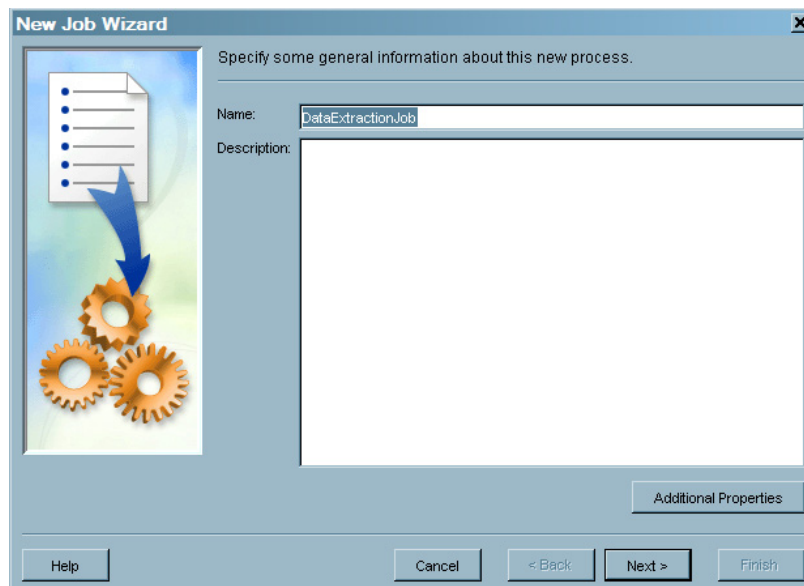 New Job Wizard
Specify some general information about this new process.
Name: DataExtractionJob
Description:
Additional Properties
Help Cancel < Back Next > Finish